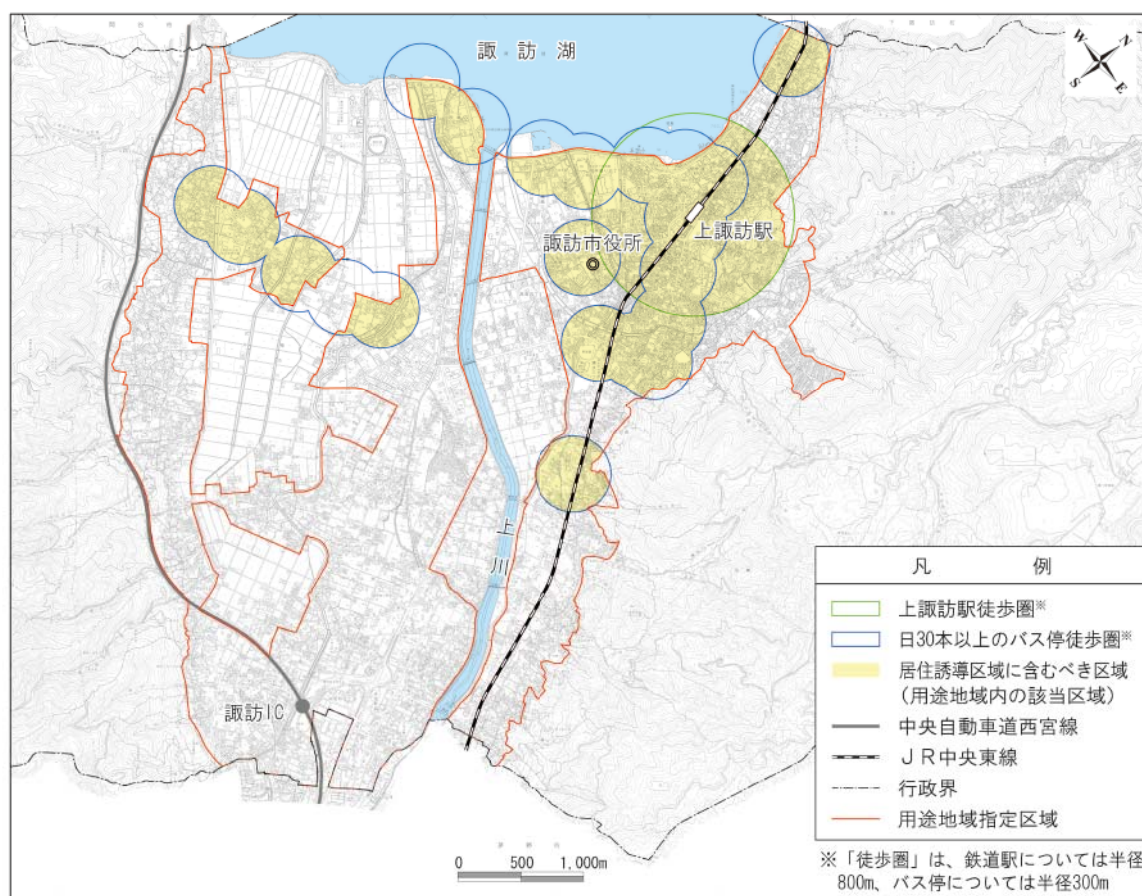 諏訪湖
W
N
S
E
上諏訪駅
諏訪市役所
上川
諏訪IC
凡例
上諏訪駅徒歩圏※
日30本以上のバス停徒歩圏※
居住誘導区域に含むべき区域
(用途地域内の該当区域)
中央自動車道西宮線
JR中央東線
行政界
用途地域指定区域
0 500 1,000m
※「徒歩圏」は、鉄道駅については半径
800m、バス停については半径300m